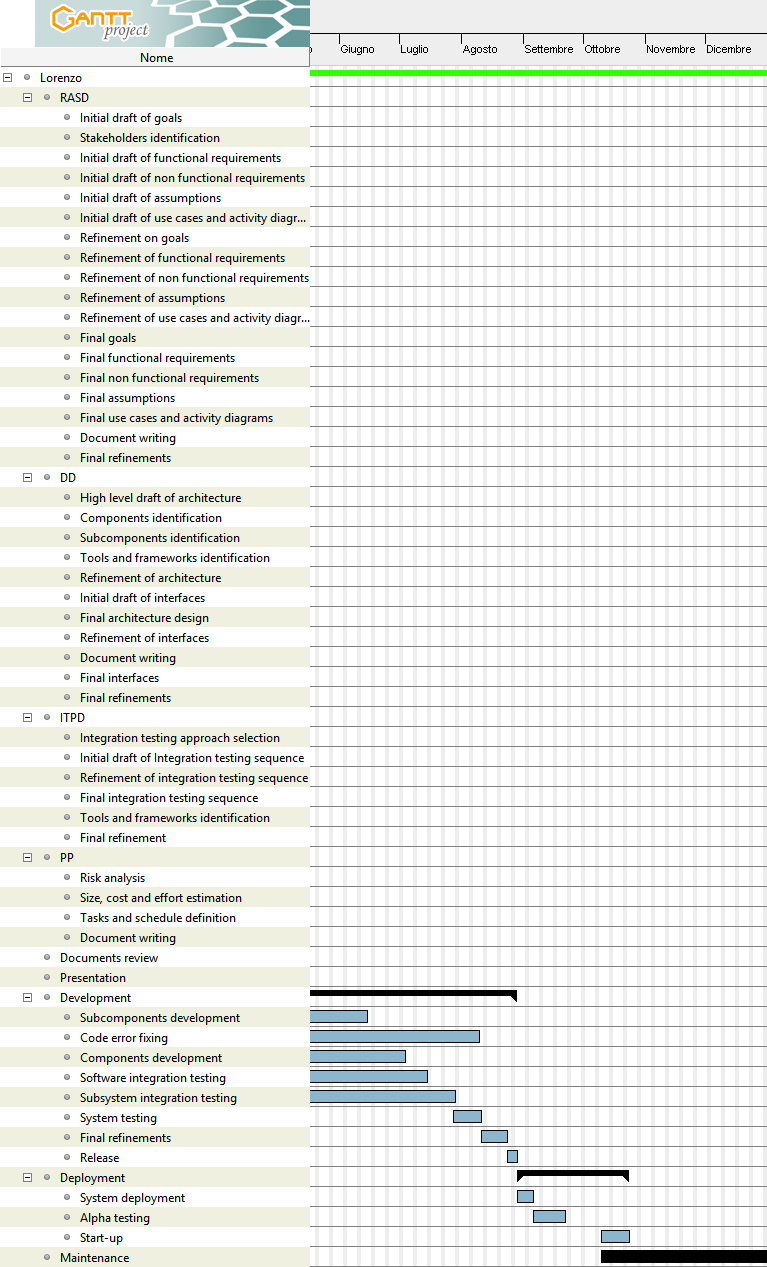 GANTT
project
o Giugno Luglio Agosto Settembre Ottobre Novembre Dicembre
Nome
Lorenzo
RASD
Initial draft of goals
Stakeholders identification
Initial draft of functional requirements
Initial draft of non functional requirements
Initial draft of assumptions
Initial draft of use cases and activity diagr...
Refinement on goals
Refinement of functional requirements
Refinement of non functional requirements
Refinement of assumptions
Refinement of use cases and activity diagr...
Final goals
Final functional requirements
Final non functional requirements
Final assumptions
Final use cases and activity diagrams
Document writing
Final refinements
DD
High level draft of architecture
Components identification
Subcomponents identification
Tools and frameworks identification
Refinement of architecture
Initial draft of interfaces
Final architecture design
Refinement of interfaces
Document writing
Final interfaces
Final refinements
ITPD
Integration testing approach selection
Initial draft of Integration testing sequence
Refinement of integration testing sequence
Final integration testing sequence
Tools and frameworks identification
Final refinement
PP
Risk analysis
Size, cost and effort estimation
Tasks and schedule definition
Document writing
Documents review
Presentation
Development
Subcomponents development
Code error fixing
Components development
Software integration testing
Subsystem integration testing
System testing
Final refinements
Release
Deployment
System deployment
Alpha testing
Start-up
Maintenance